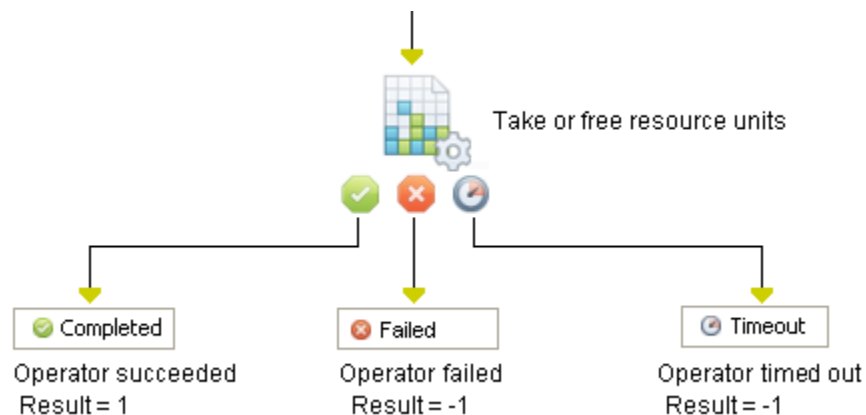 Take or free resource units
Completed
Failed
Timeout
Operator succeeded
Operator failed
Operator timed out
Result = 1
Result = -1
Result = -1